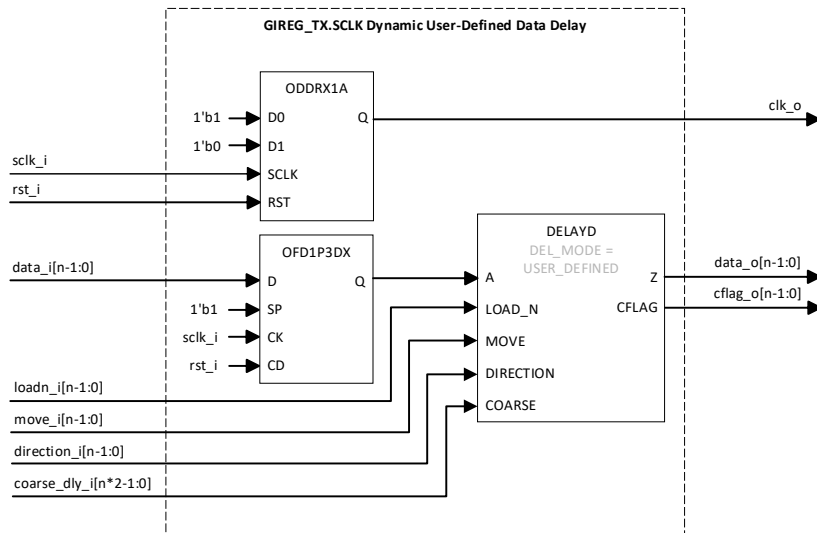 GIREG_TX.SCLK Dynamic User-Defined Data Delay
ODDRX1A
1'b1
D0
Q
clk_o
1'b0
D1
sclk_i
SCLK
rst_i
RST
OFD1P3DX
data_i[n-1:0]
D
Q
1'b1
SP
sclk_i
CK
rst_i
CD
DELAYD
DEL_MODE =
USER_DEFINED
A
Z
data_o[n-1:0]
LOAD_N
CFLAG
cflag_o[n-1:0]
MOVE
DIRECTION
COARSE
loadn_i[n-1:0]
move_i[n-1:0]
direction_i[n-1:0]
coarse_dly_i[n*2-1:0]